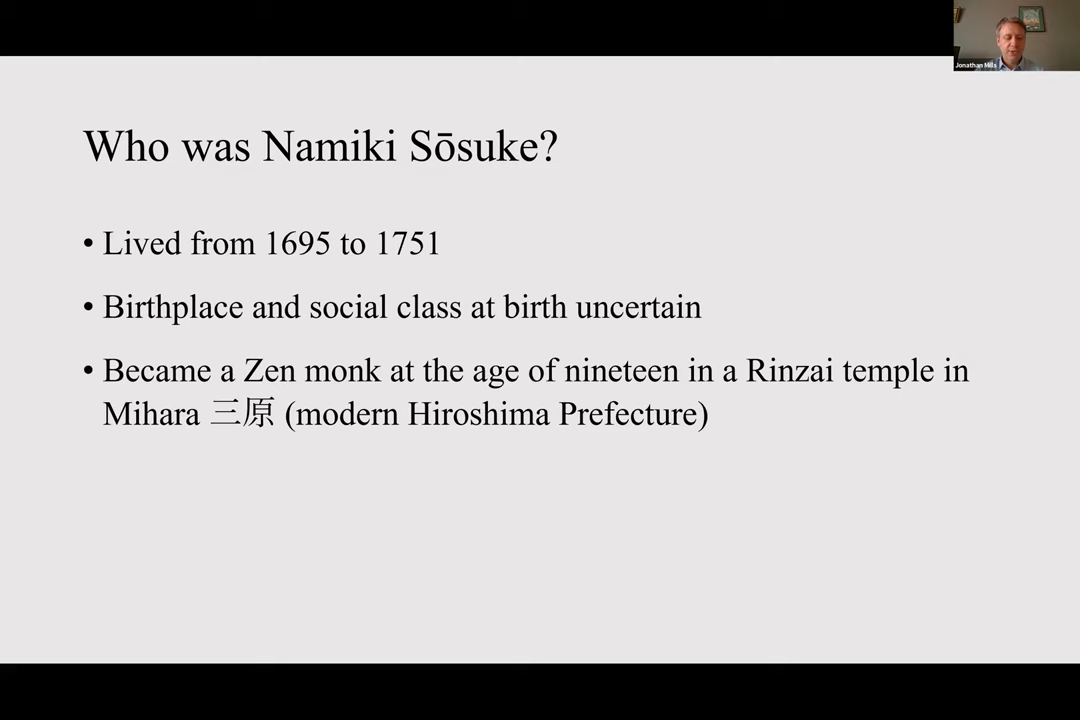 Jonathan Mills
Who was Namiki Sōsuke?
• Lived from 1695 to 1751
• Birthplace and social class at birth uncertain
• Became a Zen monk at the age of nineteen in a Rinzai temple in
Mihara 三原 (modern Hiroshima Prefecture)